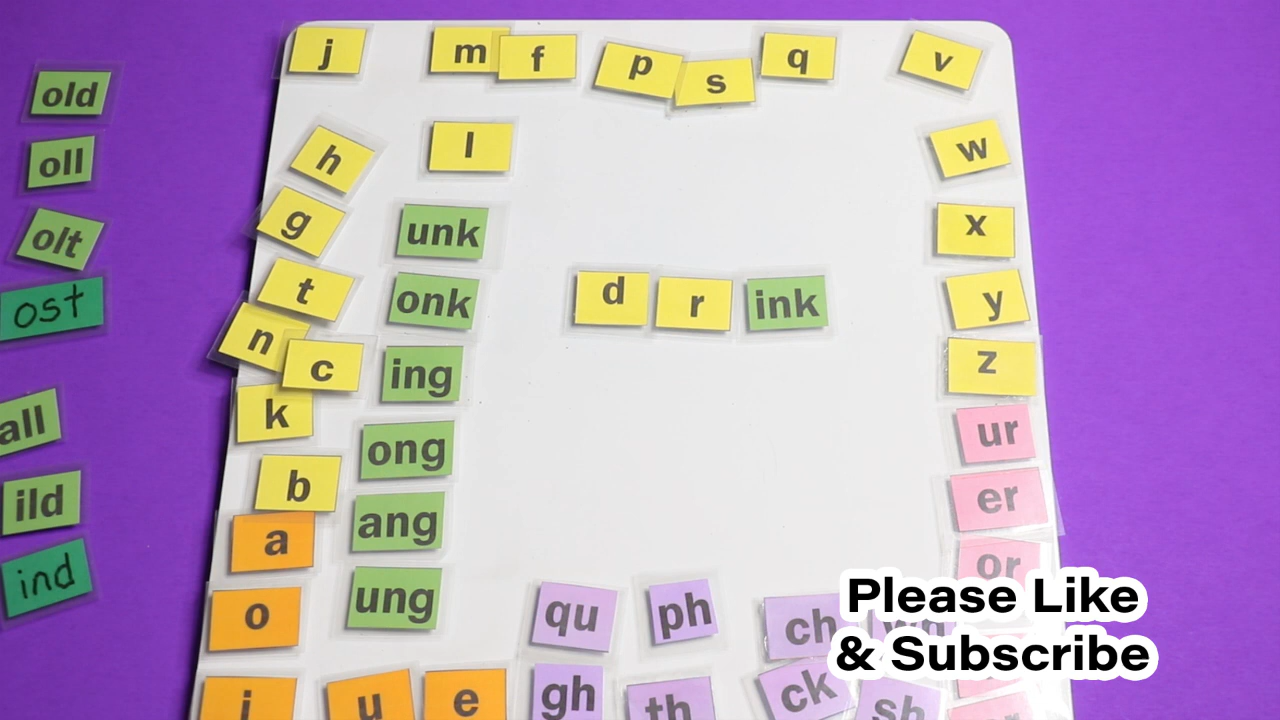 j m f p s q v
old
h l w
oll
g unk x
olt
t onk d r ink y
ost
n c ing z
k ur
all
b ong er
ild
a ang or
ind
o ung qu ph ch
i u e gh th ck sh
Please Like
& Subscribe